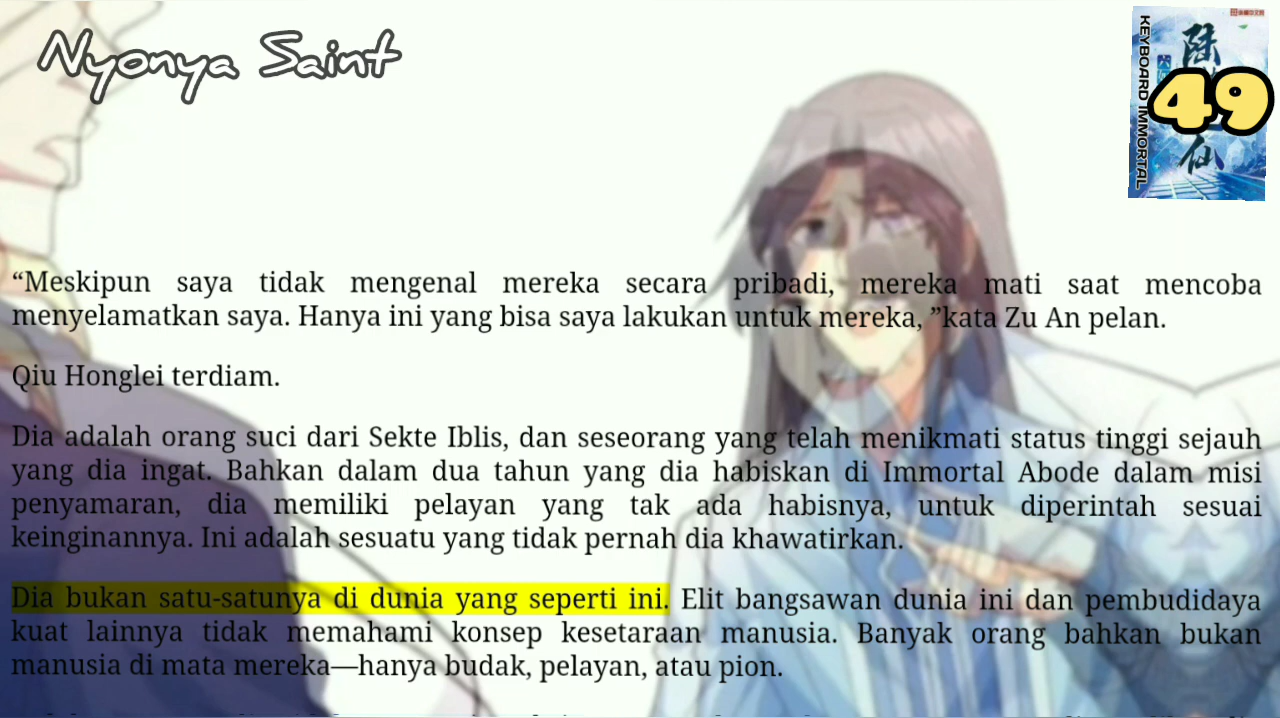 Nyonya Saint
KEYBOARD IMMORTAL
49
“Meskipun saya tidak mengenal mereka secara pribadi, mereka mati saat mencoba
menyelamatkan saya. Hanya ini yang bisa saya lakukan untuk mereka, ”kata Zu An pelan.
Qiu Honglei terdiam.
Dia adalah orang suci dari Sekte Iblis, dan seseorang yang telah menikmati status tinggi sejauh
yang dia ingat. Bahkan dalam dua tahun yang dia habiskan di Immortal Abode dalam misi
penyamaran, dia memiliki pelayan yang tak ada habisnya, untuk diperintah sesuai
keinginannya. Ini adalah sesuatu yang tidak pernah dia khawatirkan.
Dia bukan satu-satunya di dunia yang seperti ini. Elit bangsawan dunia ini dan pembudidaya
kuat lainnya tidak memahami konsep kesetaraan manusia. Banyak orang bahkan bukan
manusia di mata mereka—hanya budak, pelayan, atau pion.